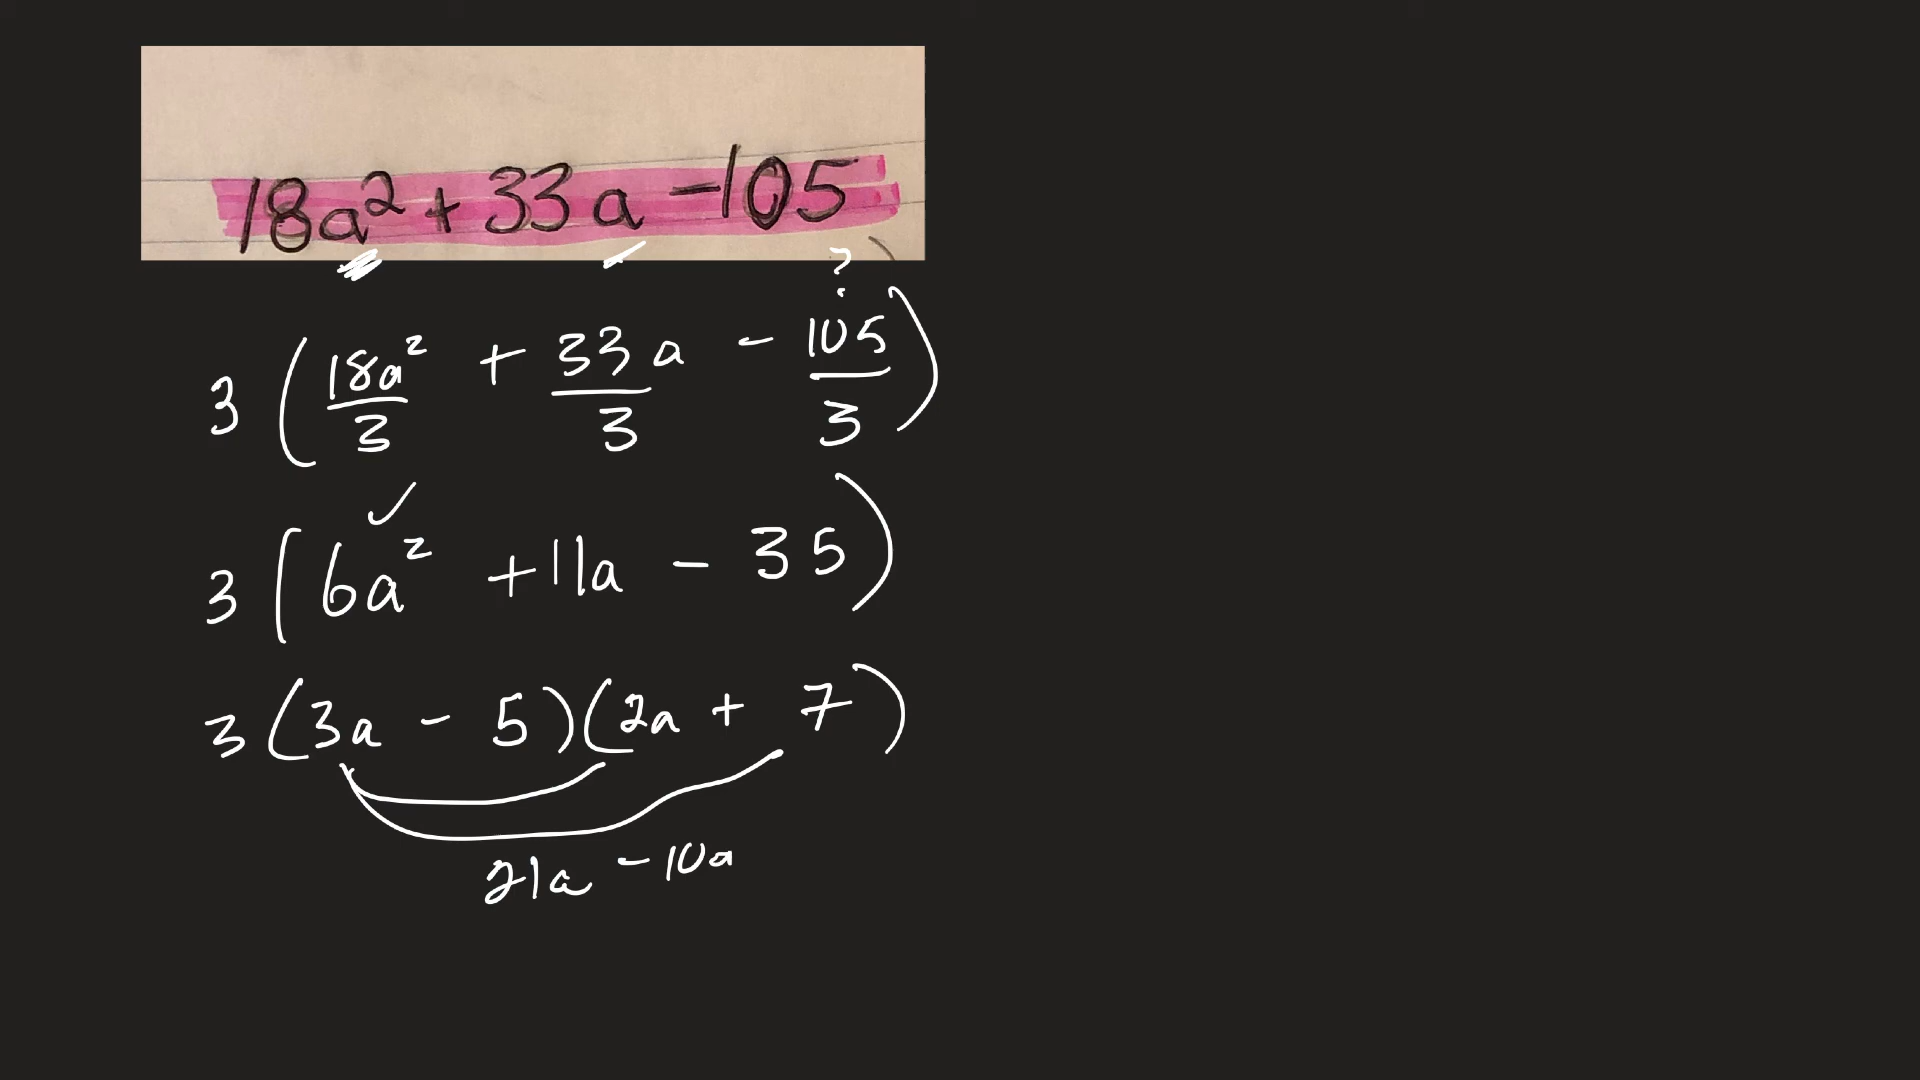 18a² + 33a - 105
?
3 ( 18a²/3 + 33a/3 - 105/3 )
✓
3 ( 6a² + 11a - 35 )
3 ( 3a - 5 )( 2a + 7 )
21a - 10a